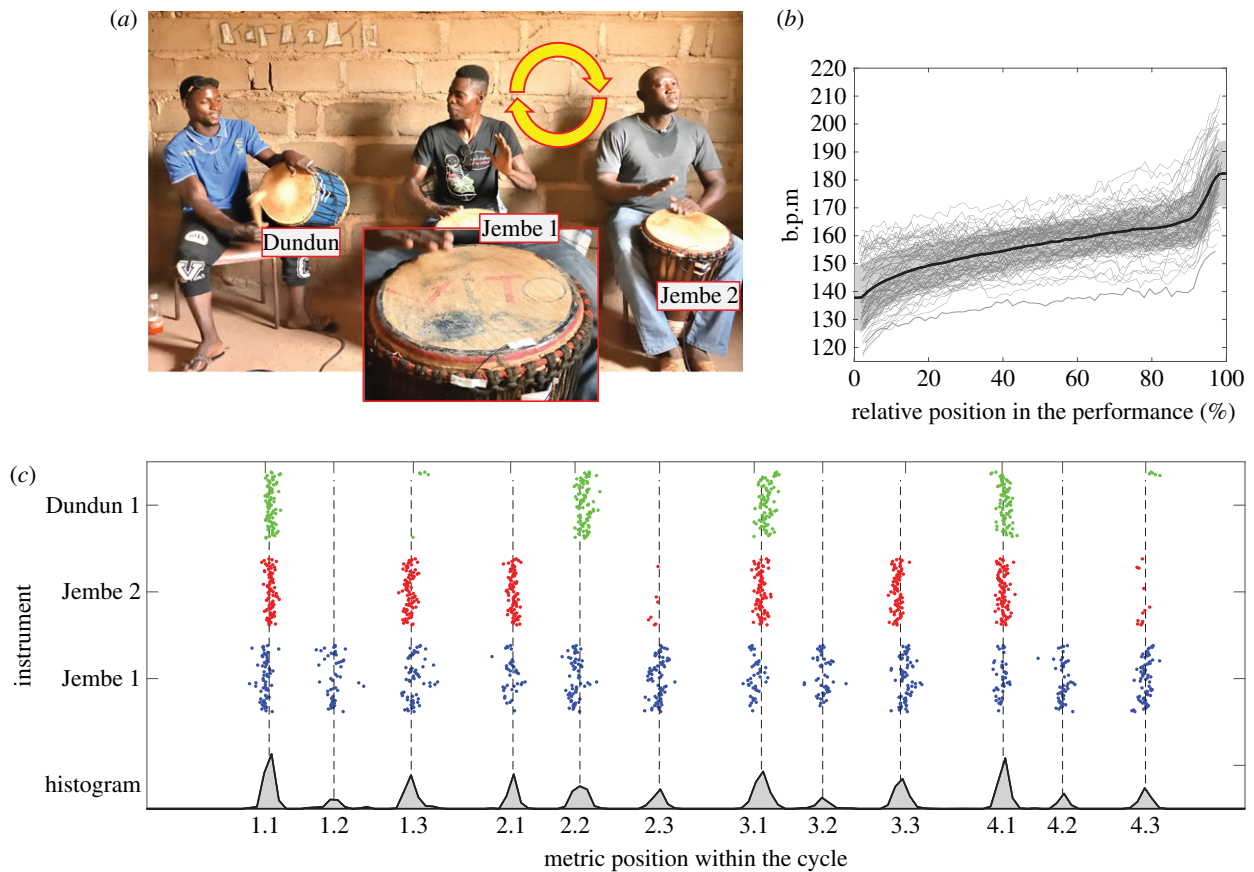 (a)
Dundun
Jembe 1
Jembe 2
(b)
220
210
200
190
180
170
160
150
140
130
120
b.p.m
0 20 40 60 80 100
relative position in the performance (%)
(c)
instrument
Dundun 1
Jembe 2
Jembe 1
histogram
1.1 1.2 1.3 2.1 2.2 2.3 3.1 3.2 3.3 4.1 4.2 4.3
metric position within the cycle